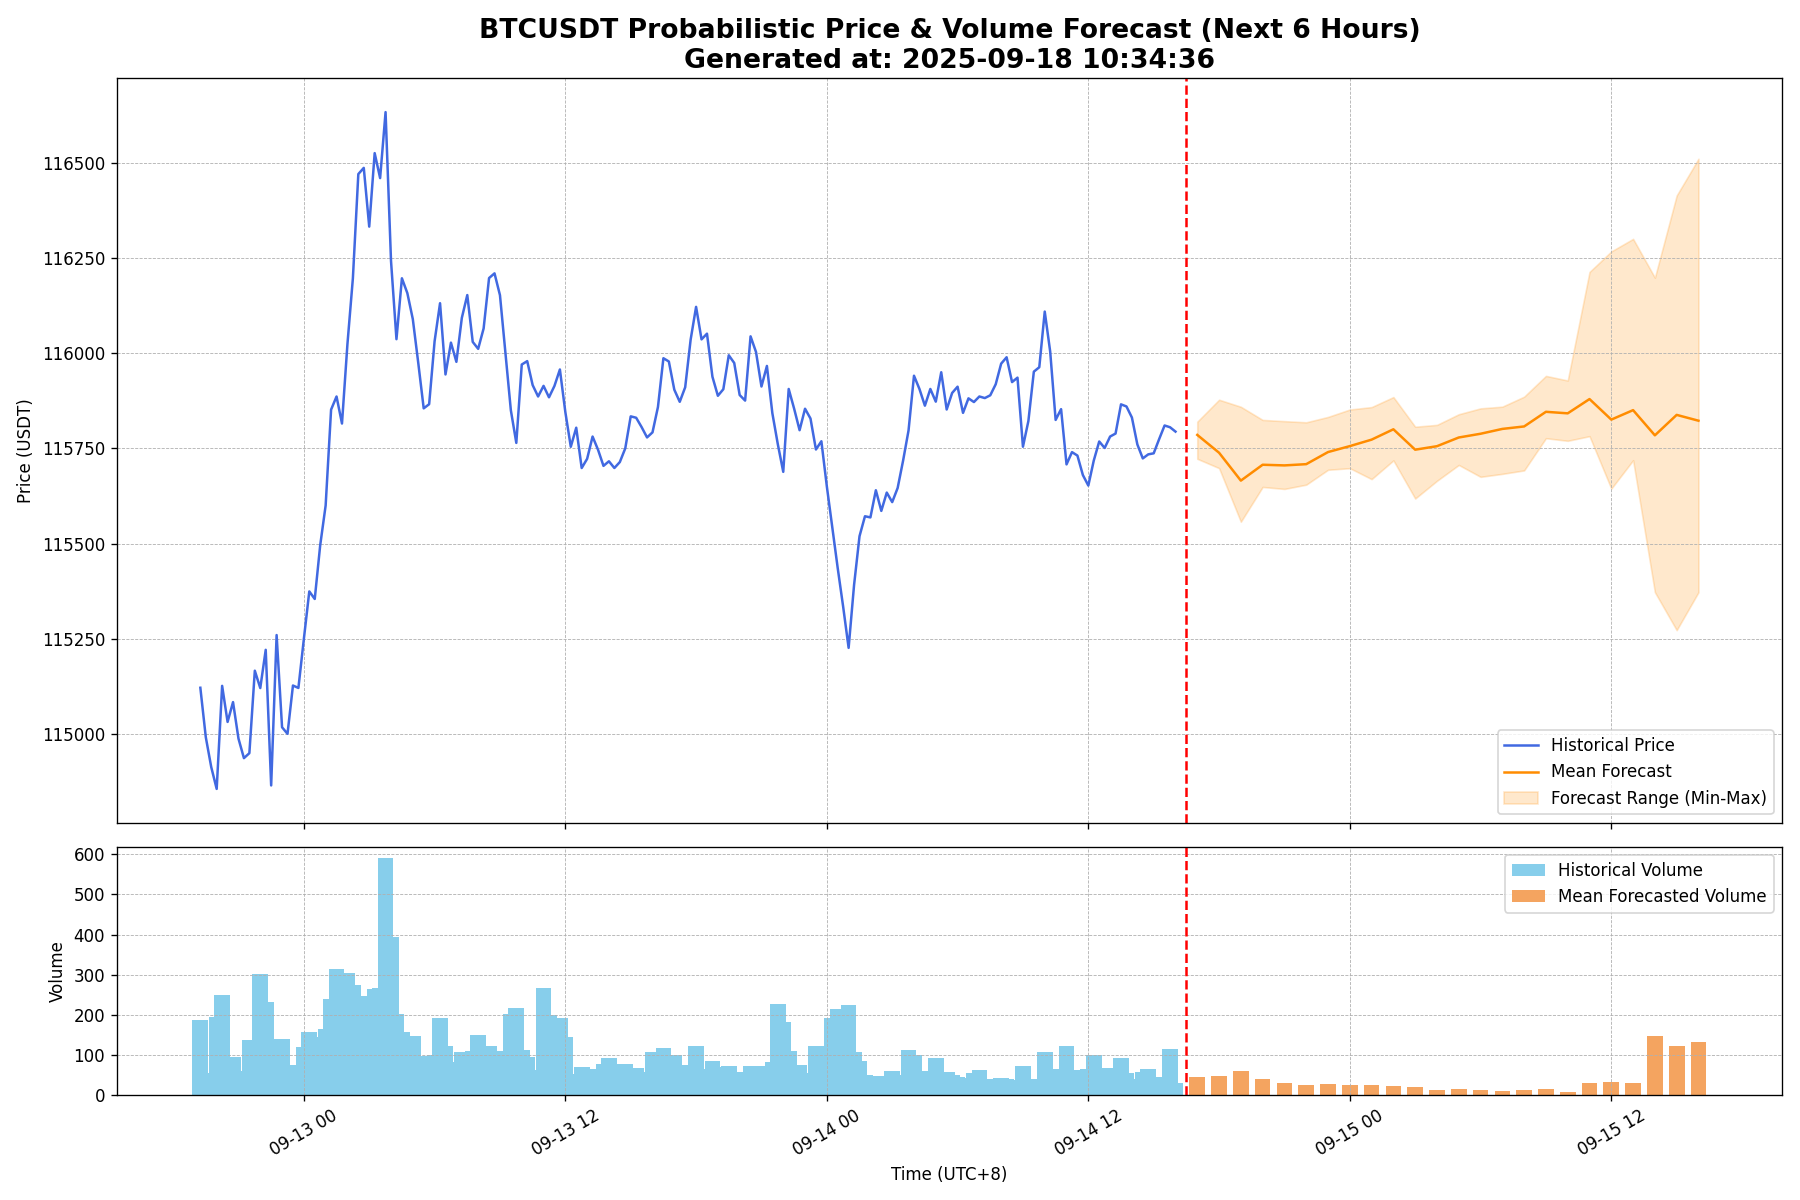 BTCUSDT Probabilistic Price & Volume Forecast (Next 6 Hours)
Generated at: 2025-09-18 10:34:36
Price (USDT)
116500
116250
116000
115750
115500
115250
115000
Historical Price
Mean Forecast
Forecast Range (Min-Max)
Volume
600
500
400
300
200
100
0
Historical Volume
Mean Forecasted Volume
09-13 00
09-13 12
09-14 00
09-14 12
09-15 00
09-15 12
Time (UTC+8)